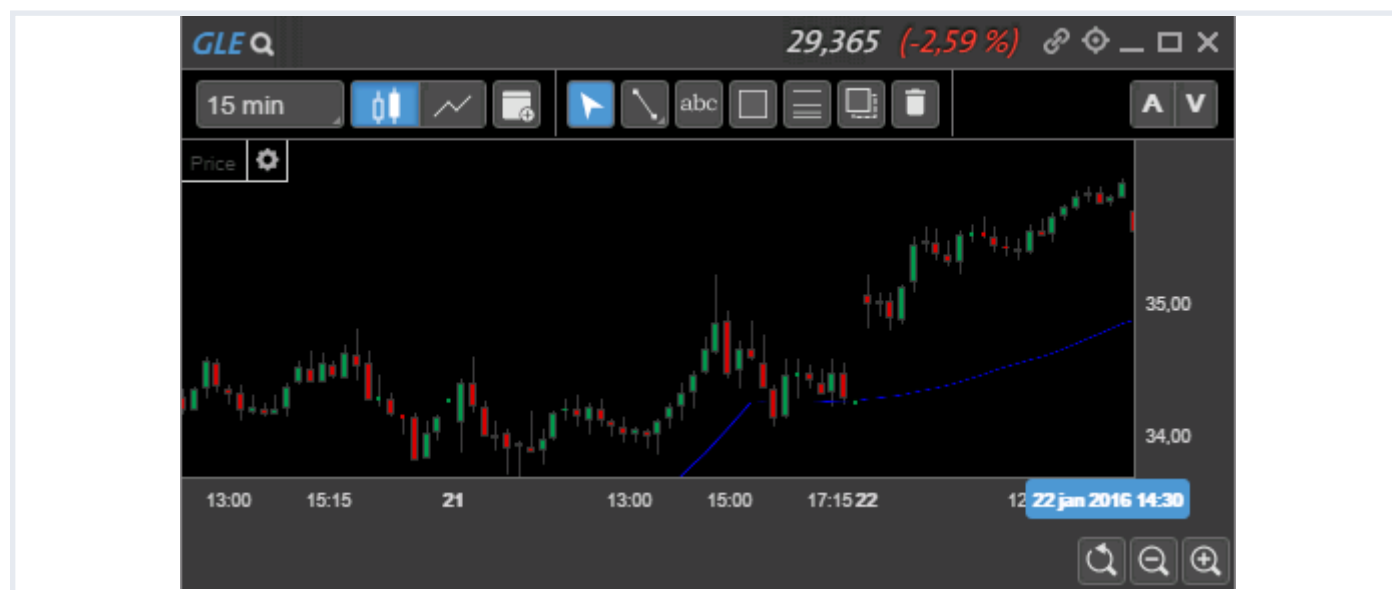 GLE 29,365 (-2,59 %)
15 min abc A V
Price
35,00
34,00
13:00 15:15 21 13:00 15:00 17:15 22 12 22 jan 2016 14:30